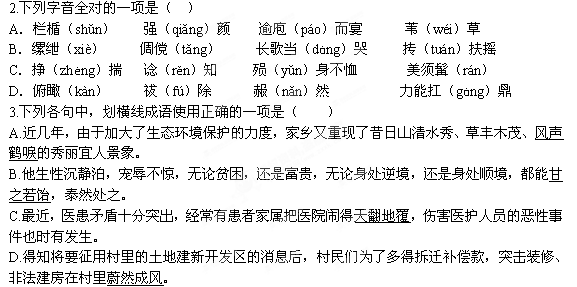 2.下列字音全对的一项是（ ）
A. 栏楯（shǔn） 强（qiǎng）颜 逾庖（páo）而宴 苇（wéi）草
B. 缧绁（xiè） 倜傥（tǎng） 长歌当（dàng）哭 抟（tuán）扶摇
C. 挣（zhèng）揣 谂（rěn）知 殒（yǔn）身不恤 美须髯（rán）
D. 俯瞰（kàn） 祓（fú）除 赧（nǎn）然 力能扛（gāng）鼎
3.下列各句中，划横线成语使用正确的一项是（ ）
A.近几年，由于加大了生态环境保护的力度，家乡又重现了昔日山清水秀、草丰木茂、风声
鹤唳的秀丽宜人景象。
B.他生性沉静泊，宠辱不惊，无论贫困，还是富贵，无论身处逆境，还是身处顺境，都能甘
之若饴，泰然处之。
C.最近，医患矛盾十分突出，经常有患者家属把医院闹得天翻地覆，伤害医护人员的恶性事
件也时有发生。
D.得知将要征用村里的土地建新开发区的消息后，村民们为了多得拆迁补偿款，突击装修、
非法建房在村里蔚然成风。